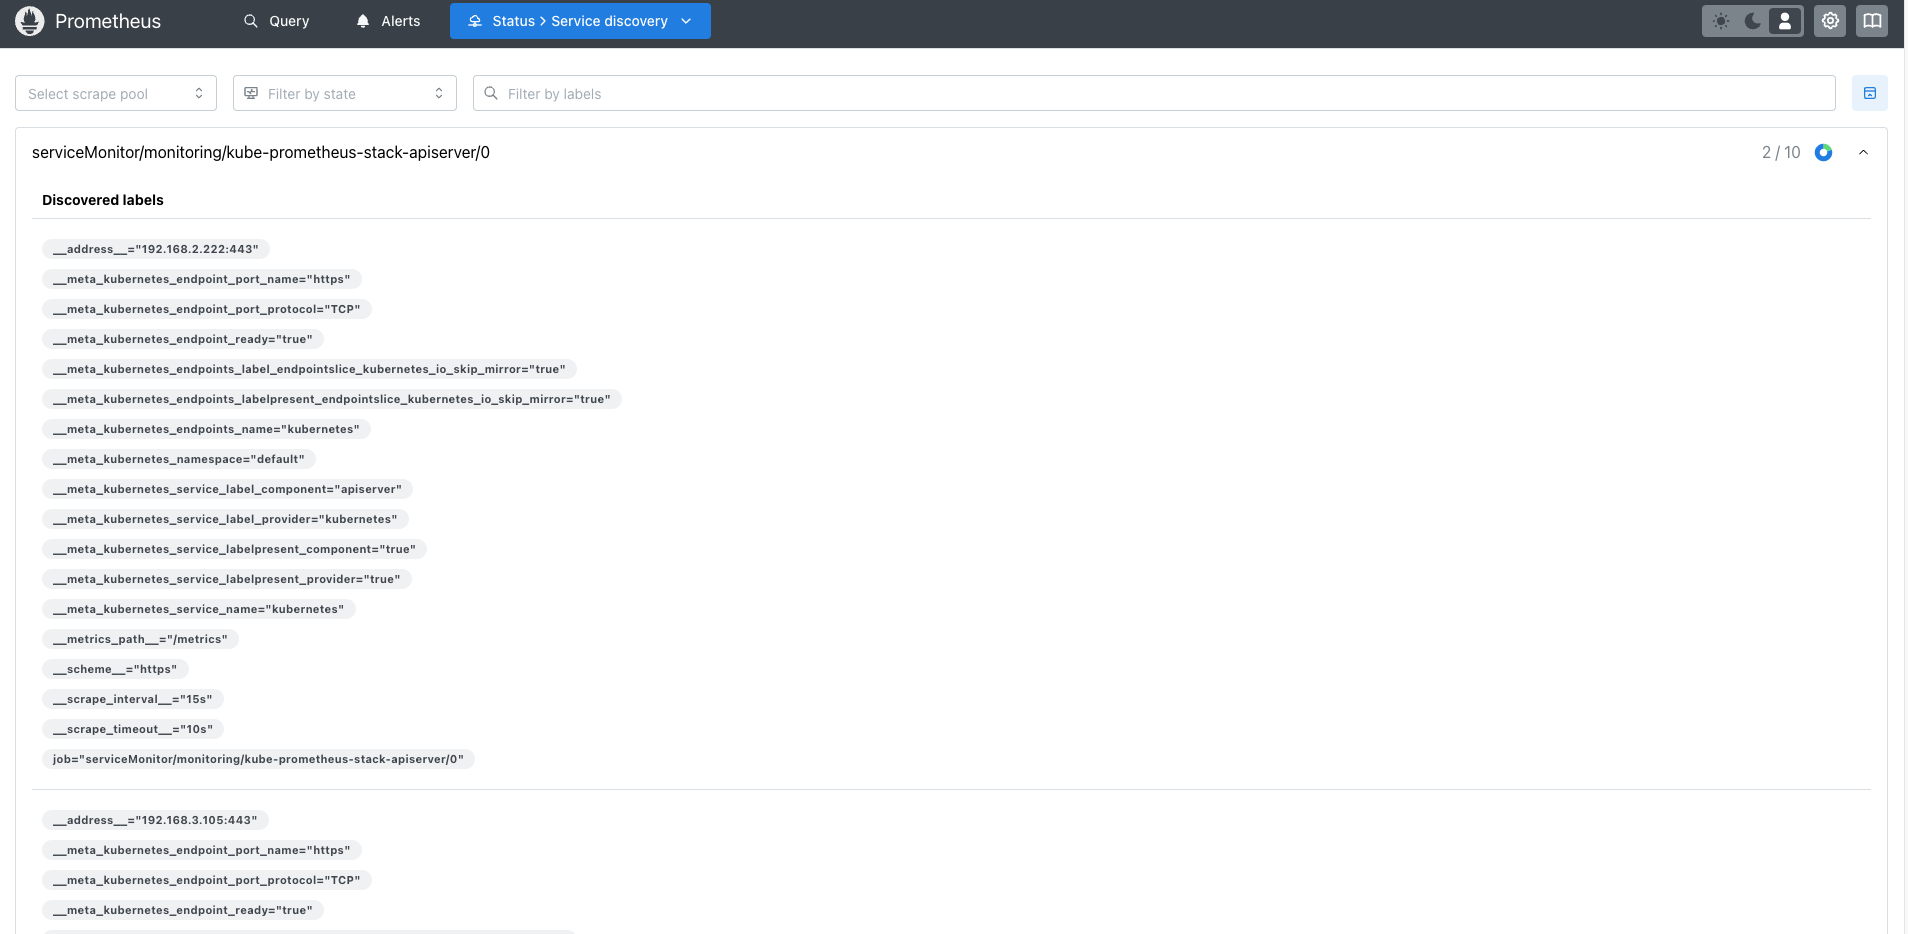 Prometheus Query Alerts Status > Service discovery
Select scrape pool Filter by state Filter by labels
serviceMonitor/monitoring/kube-prometheus-stack-apiserver/0 2 / 10
Discovered labels
__address__="192.168.2.222:443"
__meta_kubernetes_endpoint_port_name="https"
__meta_kubernetes_endpoint_port_protocol="TCP"
__meta_kubernetes_endpoint_ready="true"
__meta_kubernetes_endpoints_label_endpointslice_kubernetes_io_skip_mirror="true"
__meta_kubernetes_endpoints_labelpresent_endpointslice_kubernetes_io_skip_mirror="true"
__meta_kubernetes_endpoints_name="kubernetes"
__meta_kubernetes_namespace="default"
__meta_kubernetes_service_label_component="apiserver"
__meta_kubernetes_service_label_provider="kubernetes"
__meta_kubernetes_service_labelpresent_component="true"
__meta_kubernetes_service_labelpresent_provider="true"
__meta_kubernetes_service_name="kubernetes"
__metrics_path__="/metrics"
__scheme__="https"
__scrape_interval__="15s"
__scrape_timeout__="10s"
job="serviceMonitor/monitoring/kube-prometheus-stack-apiserver/0"
__address__="192.168.3.105:443"
__meta_kubernetes_endpoint_port_name="https"
__meta_kubernetes_endpoint_port_protocol="TCP"
__meta_kubernetes_endpoint_ready="true"